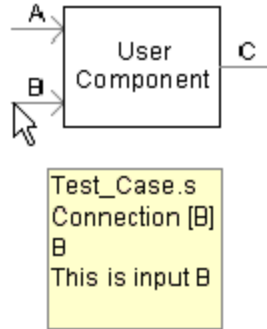 A
User
Component
C
B
Test_Case.s
Connection [B]
B
This is input B